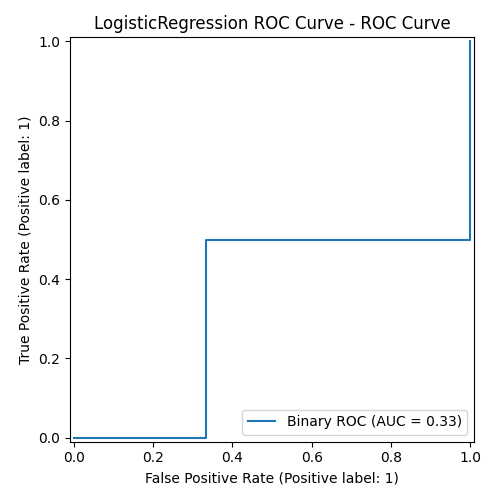 LogisticRegression ROC Curve - ROC Curve
True Positive Rate (Positive label: 1)
1.0
0.8
0.6
0.4
0.2
0.0
Binary ROC (AUC = 0.33)
0.0 0.2 0.4 0.6 0.8 1.0
False Positive Rate (Positive label: 1)